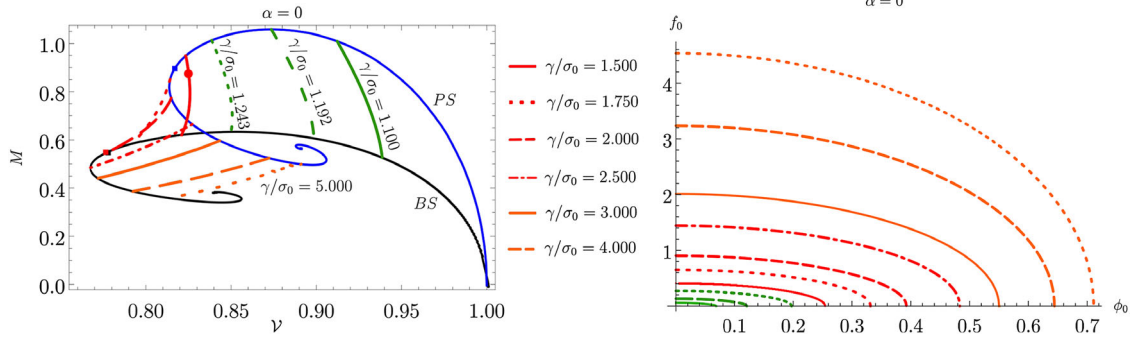 α = 0
M
1.0
0.8
0.6
0.4
0.2
0.0
γ/σ₀ = 1.243
γ/σ₀ = 1.192
γ/σ₀ = 1.100
PS
BS
γ/σ₀ = 5.000
0.80
0.85
0.90
0.95
1.00
𝒱
γ/σ₀ = 1.500
γ/σ₀ = 1.750
γ/σ₀ = 2.000
γ/σ₀ = 2.500
γ/σ₀ = 3.000
γ/σ₀ = 4.000
α = 0
f₀
4
3
2
1
0.1
0.2
0.3
0.4
0.5
0.6
0.7
ϕ₀